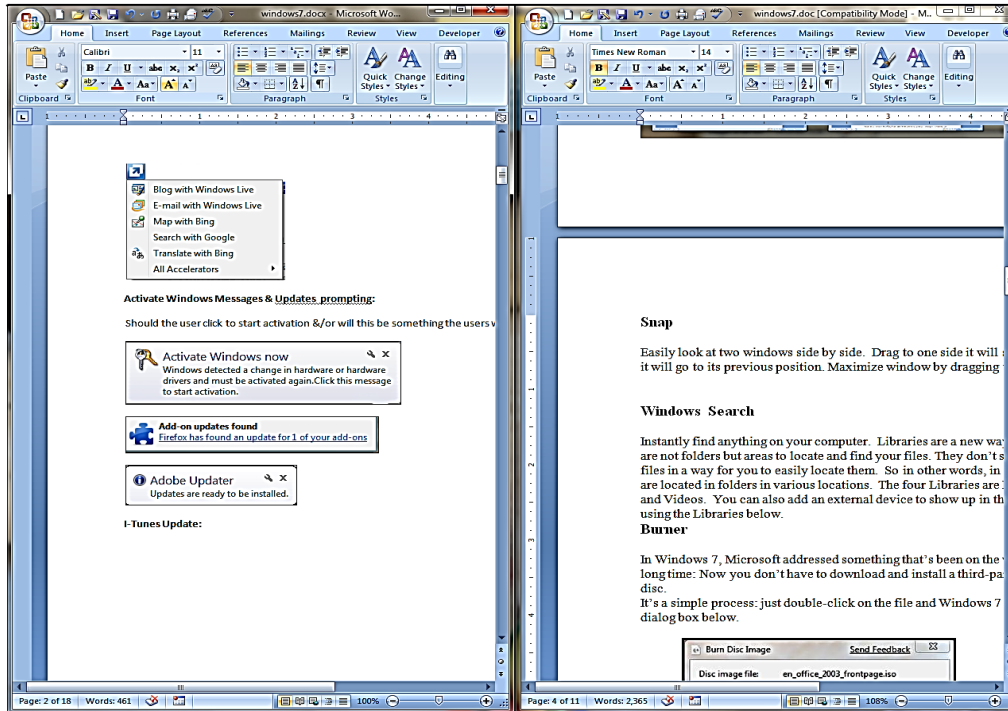 windows7.docx - Microsoft Wo...
Home Insert Page Layout References Mailings Review View Developer
Paste
Calibri 11
Quick Styles
Change Styles
Editing
Clipboard Font Paragraph Styles
Blog with Windows Live
E-mail with Windows Live
Map with Bing
Search with Google
Translate with Bing
All Accelerators
Activate Windows Messages & Updates prompting:
Should the user click to start activation &/or will this be something the users
Activate Windows now
Windows detected a change in hardware or hardware
drivers and must be activated again.Click this message
to start activation.
Add-on updates found
Firefox has found an update for 1 of your add-ons
Adobe Updater
Updates are ready to be installed.
I-Tunes Update:
Page: 2 of 18 Words: 461 100%
windows7.doc [Compatibility Mode] - M...
Home Insert Page Layout References Mailings Review View Developer
Paste
Times New Roman 14
Quick Styles
Change Styles
Editing
Clipboard Font Paragraph Styles
Snap
Easily look at two windows side by side. Drag to one side it will
it will go to its previous position. Maximize window by dragging
Windows Search
Instantly find anything on your computer. Libraries are a new
are not folders but areas to locate and find your files. They don't
files in a way for you to easily locate them. So in other words, in
are located in folders in various locations. The four Libraries are
and Videos. You can also add an external device to show up in
using the Libraries below.
Burner
In Windows 7, Microsoft addressed something that's been on the
long time: Now you don't have to download and install a
disc.
It's a simple process: just double-click on the file and Windows 7
dialog box below.
Burn Disc Image Send Feedback
Disc image file: en_office_2003_frontpage.iso
Page: 4 of 11 Words: 2,365 108%